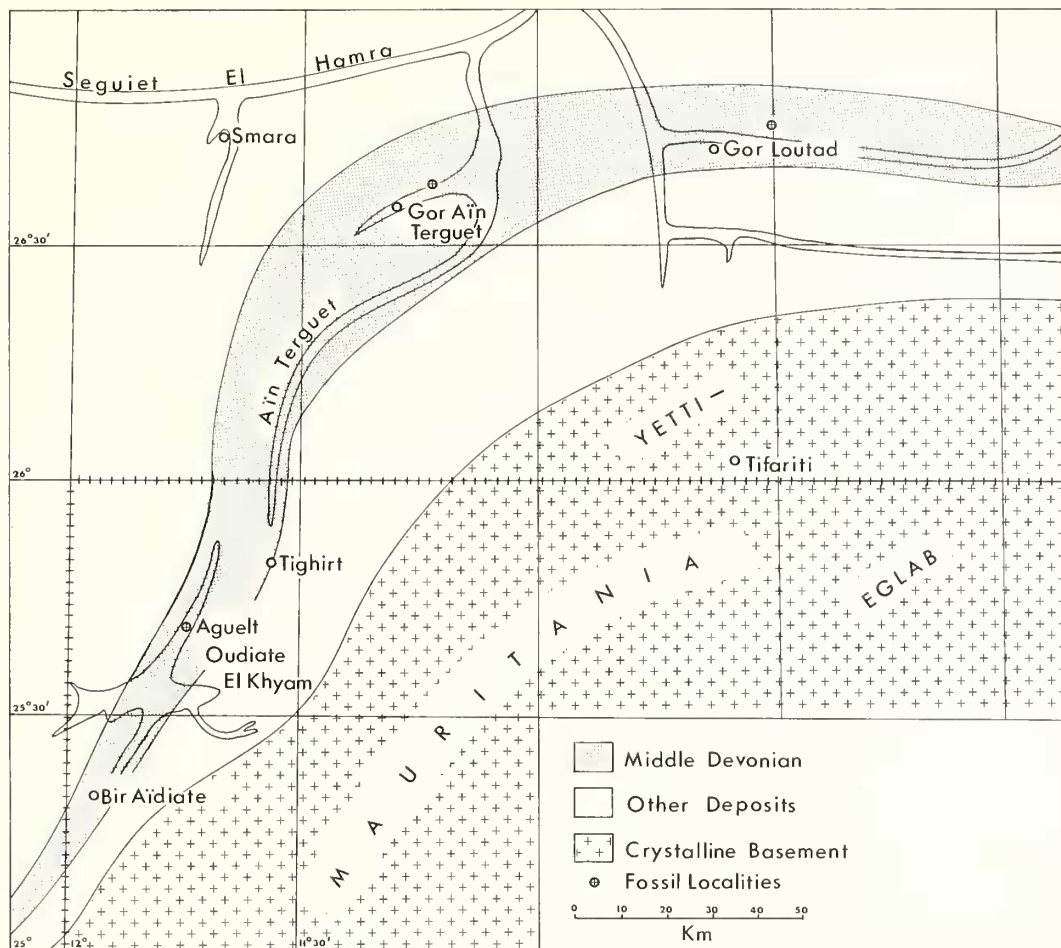 Seguiet El Hamra
Smara
Gor Loutad
Gor Aïn
Terguet
26°30'
Aïn Terguet
YETTI–
Tifariti
26°
EGLAB
MAURITANIA
Tighirt
Aguelt
Oudiate
El Khyam
25°30'
Bir Aïdiate
Middle Devonian
Other Deposits
Crystalline Basement
Fossil Localities
0 10 20 30 40 50
Km
25° 12° 11°30'